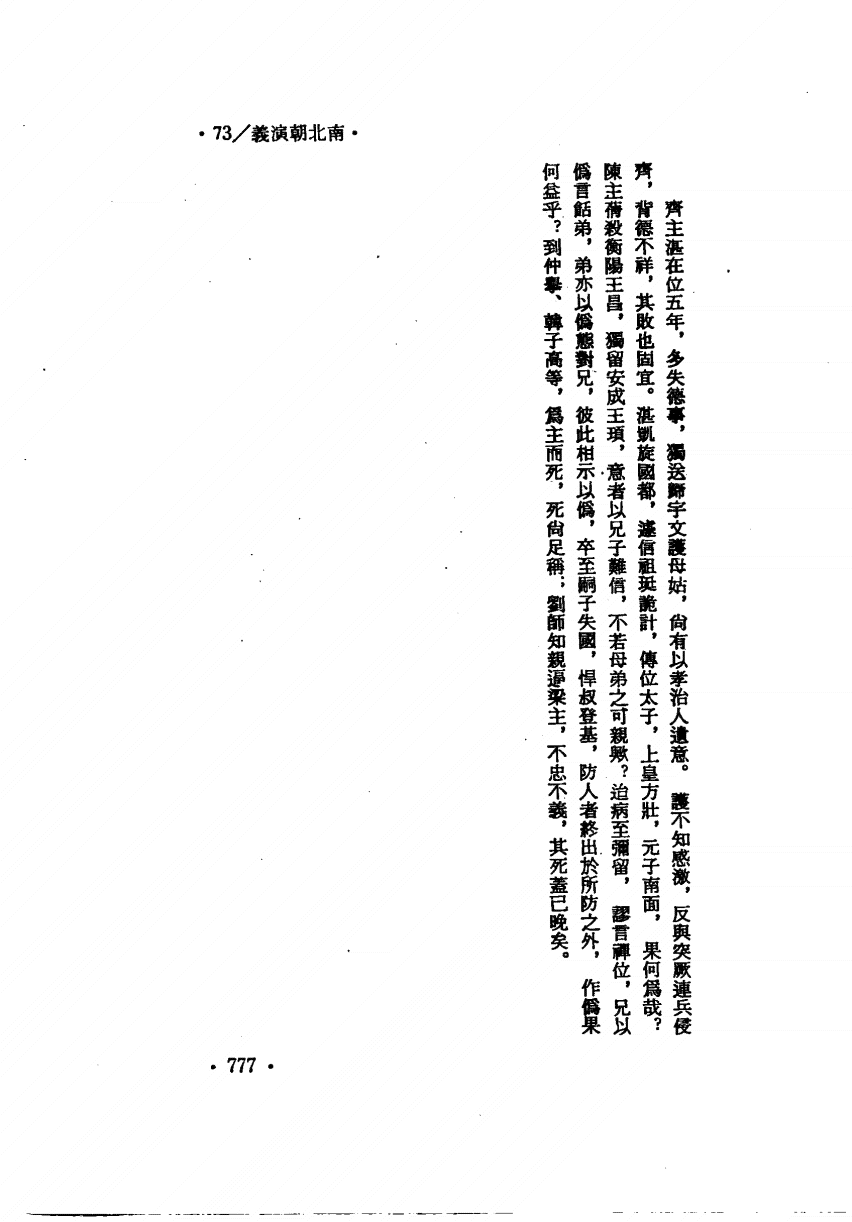 ·73/義演朝北南·
齊主湛在位五年，多失德事，獨送歸宇文護母姑，尙有以孝治人遺意。護不知感激，反與突厥連兵侵
齊，背德不祥，其敗也固宜。湛凱旋國都，遽信祖珽詭計，傳位太子，上皇方壯，元子南面，果何爲哉？
陳主蒨殺衡陽王昌，獨留安成王頊，意者以兄子難信，不若母弟之可親歟？迨病至彌留，謬言禪位，兄以
僞言餂弟，弟亦以僞態對兄，彼此相示以僞，卒至嗣子失國，悍叔登基，防人者終出於所防之外，作僞果
何益乎？到仲舉、韓子高等，爲主而死，死尙足稱；劉師知親逼梁主，不忠不義，其死蓋已晚矣。
·777·